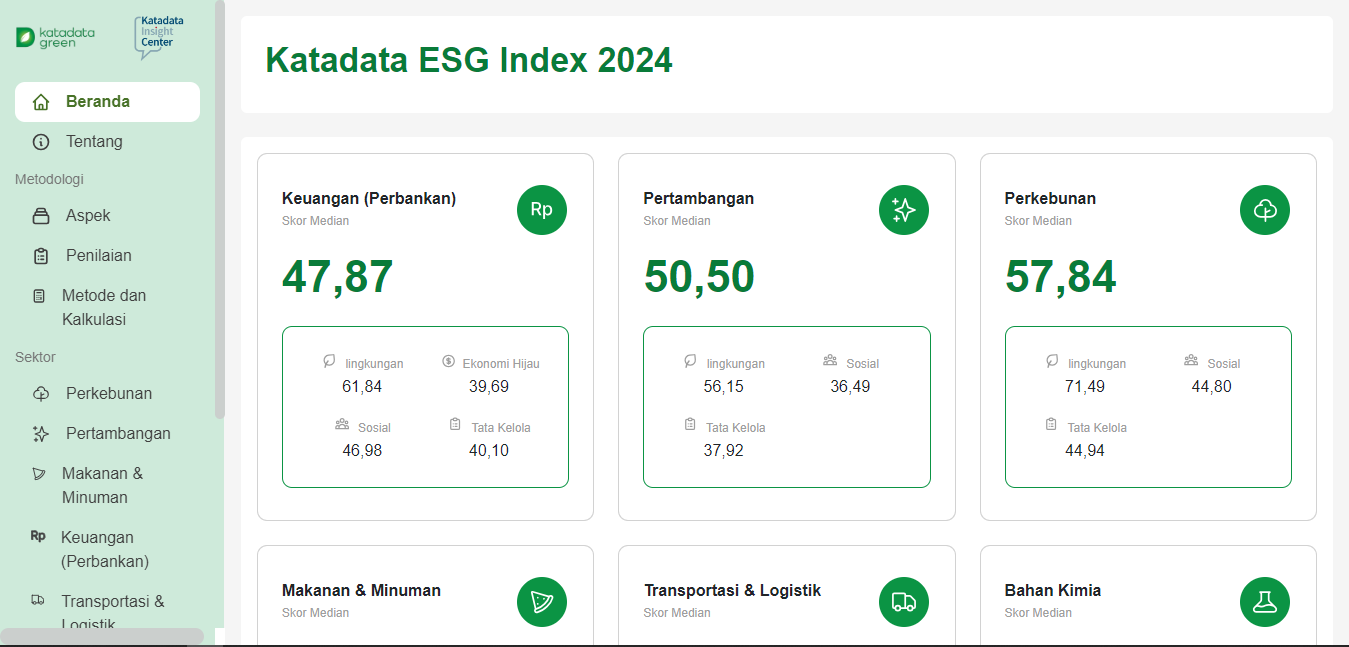 katadata
green
Katadata
Insight
Center
Beranda
Tentang
Metodologi
Aspek
Penilaian
Metode dan
Kalkulasi
Sektor
Perkebunan
Pertambangan
Makanan &
Minuman
Rp Keuangan
(Perbankan)
Transportasi &
Logistik
Katadata ESG Index 2024
Keuangan (Perbankan)
Skor Median
Rp
47,87
lingkungan
61,84
Ekonomi Hijau
39,69
Sosial
46,98
Tata Kelola
40,10
Pertambangan
Skor Median
50,50
lingkungan
56,15
Sosial
36,49
Tata Kelola
37,92
Perkebunan
Skor Median
57,84
lingkungan
71,49
Sosial
44,80
Tata Kelola
44,94
Makanan & Minuman
Skor Median
Transportasi & Logistik
Skor Median
Bahan Kimia
Skor Median